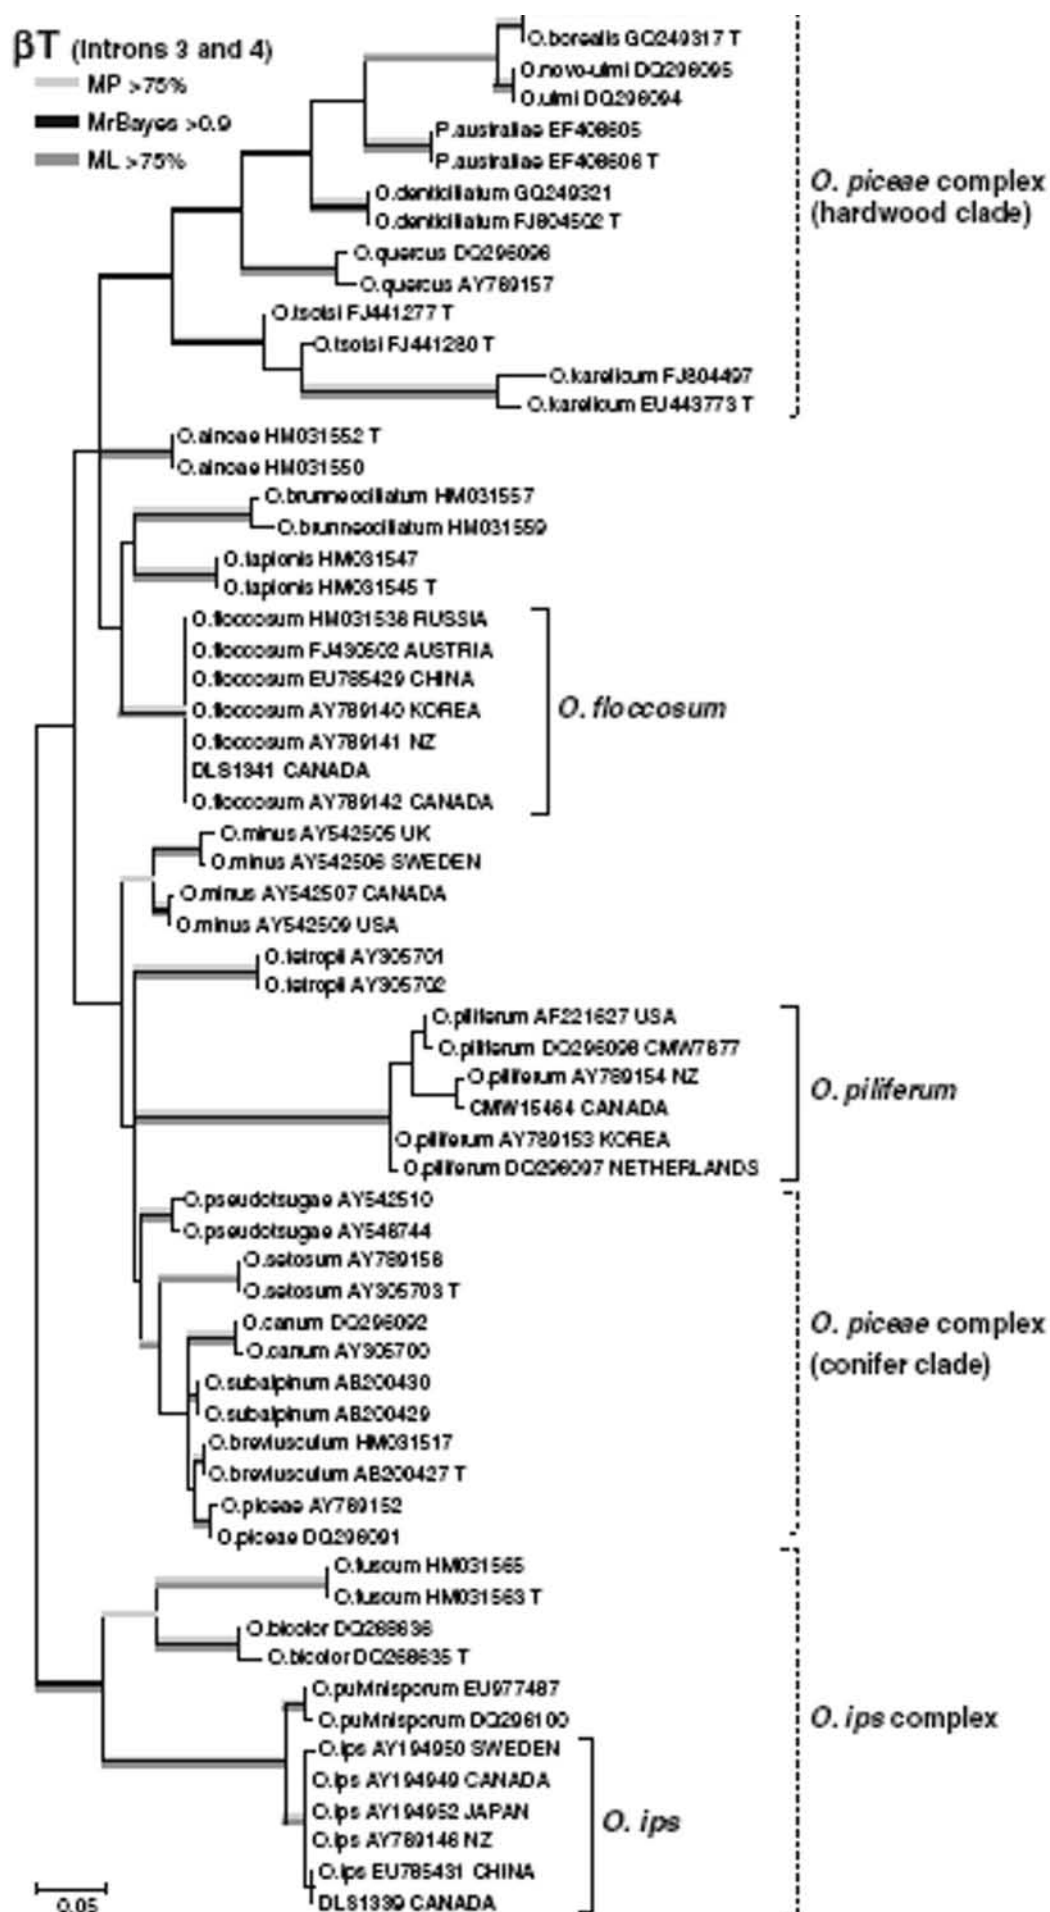 βT (Introns 3 and 4)
MP >75%
MrBayes >0.9
ML >75%
O.borealis GQ249317 T
O.novo-ulmi DQ296095
O.ulmi DQ296094
P.australiae EF408605
P.australiae EF408606 T
O.denticiliatum GQ249321
O.denticiliatum FJ804502 T
O. piceae complex
(hardwood clade)
O.quercus DQ296096
O.quercus AY789157
O.tsotsi FJ441277 T
O.tsotsi FJ441280 T
O.karelicum FJ804497
O.karelicum EU443773 T
O.ainoae HM031552 T
O.ainoae HM031550
O.brunneociliatum HM031557
O.brunneociliatum HM031559
O.tapionis HM031547
O.tapionis HM031545 T
O.floccosum HM031538 RUSSIA
O.floccosum FJ430502 AUSTRIA
O.floccosum EU785429 CHINA
O.floccosum AY789140 KOREA
O. floccosum
O.floccosum AY789141 NZ
DLS1341 CANADA
O.floccosum AY789142 CANADA
O.minus AY542505 UK
O.minus AY542506 SWEDEN
O.minus AY542507 CANADA
O.minus AY542509 USA
O.tetropii AY305701
O.tetropii AY305702
O.piliferum AF221627 USA
O.piliferum DQ296098 CMW7877
O.piliferum AY789154 NZ
O. piliferum
CMW15464 CANADA
O.piliferum AY789153 KOREA
O.piliferum DQ296097 NETHERLANDS
O.pseudotsugae AY542510
O.pseudotsugae AY548744
O.setosum AY789158
O.setosum AY305703 T
O.canum DQ296092
O. piceae complex
(conifer clade)
O.canum AY305700
O.subalpinum AB200430
O.subalpinum AB200429
O.breviusculum HM031517
O.breviusculum AB200427 T
O.piceae AY789152
O.piceae DQ296091
O.fuscum HM031565
O.fuscum HM031563 T
O.bicolor DQ268636
O.bicolor DQ268635 T
O.pulvinisporum EU977487
O.pulvinisporum DQ296100
O. ips complex
O.ips AY194950 SWEDEN
O.ips AY194949 CANADA
O.ips AY194952 JAPAN
O. ips
O.ips AY789146 NZ
O.ips EU785431 CHINA
DLS1339 CANADA
0.05